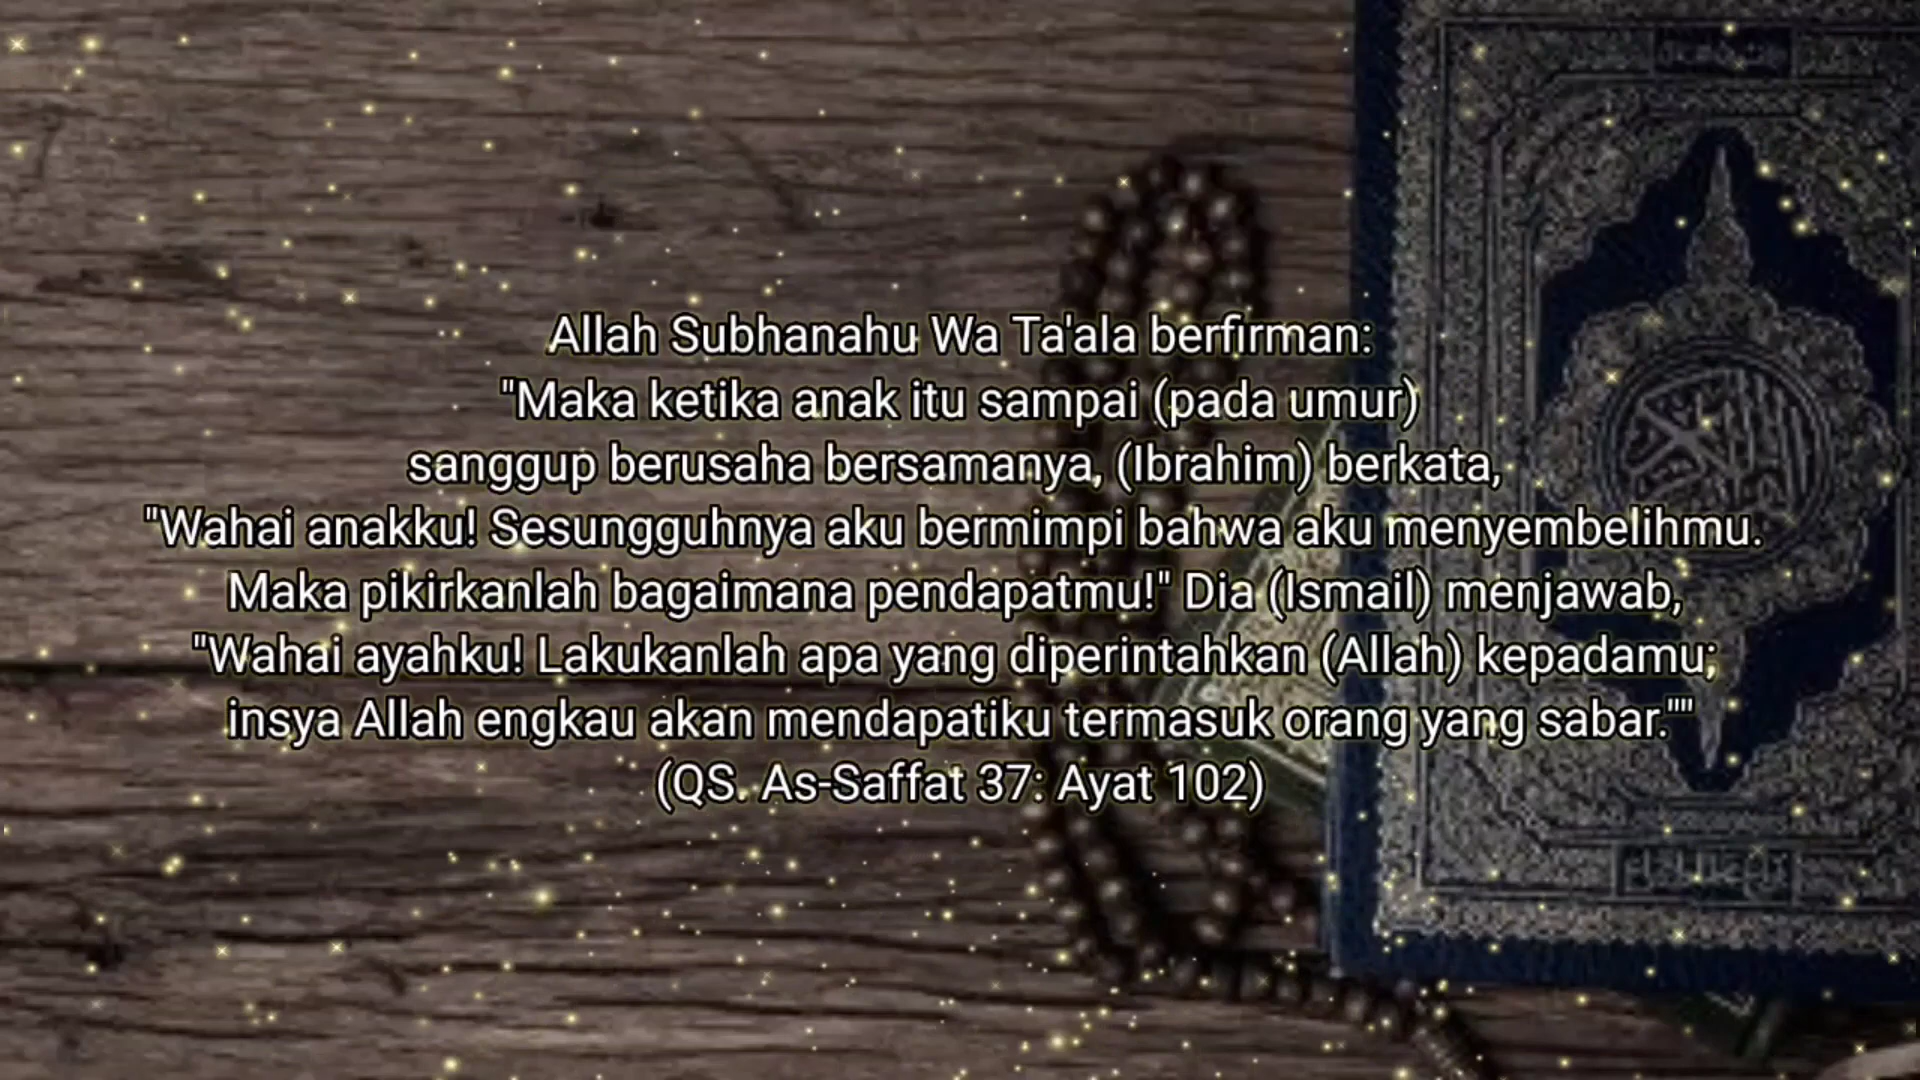 Allah Subhanahu Wa Ta'ala berfirman:
"Maka ketika anak itu sampai (pada umur)
sanggup berusaha bersamanya, (Ibrahim) berkata,
"Wahai anakku! Sesungguhnya aku bermimpi bahwa aku menyembelihmu.
Maka pikirkanlah bagaimana pendapatmu!" Dia (Ismail) menjawab,
"Wahai ayahku! Lakukanlah apa yang diperintahkan (Allah) kepadamu;
insya Allah engkau akan mendapatiku termasuk orang yang sabar.""
(QS. As-Saffat 37: Ayat 102)